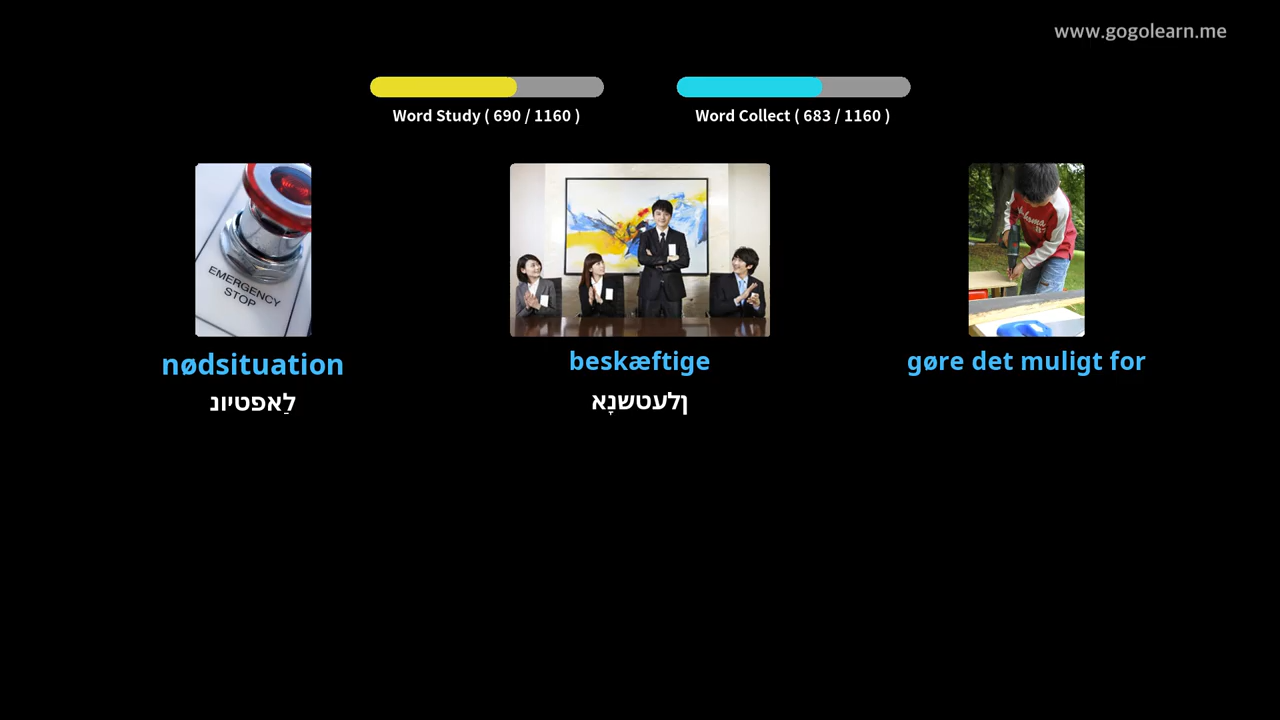 www.gogolearn.me
Word Study ( 690 / 1160 )
Word Collect ( 683 / 1160 )
EMERGENCY
STOP
nødsituation
beskæftige
gøre det muligt for
לַאפטיונ
ןלעטשנָא